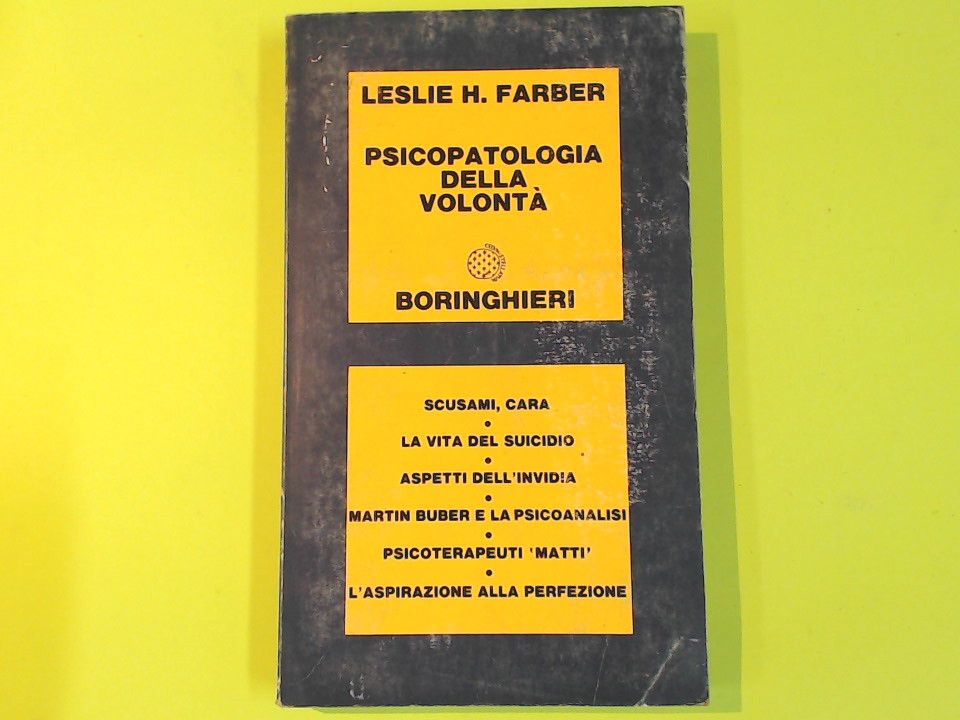 LESLIE H. FARBER
PSICOPATOLOGIA
DELLA
VOLONTÀ
BORINGHIERI
SCUSAMI, CARA
•
LA VITA DEL SUICIDIO
•
ASPETTI DELL'INVIDIA
•
MARTIN BUBER E LA PSICOANALISI
•
PSICOTERAPEUTI 'MATTI'
•
L'ASPIRAZIONE ALLA PERFEZIONE